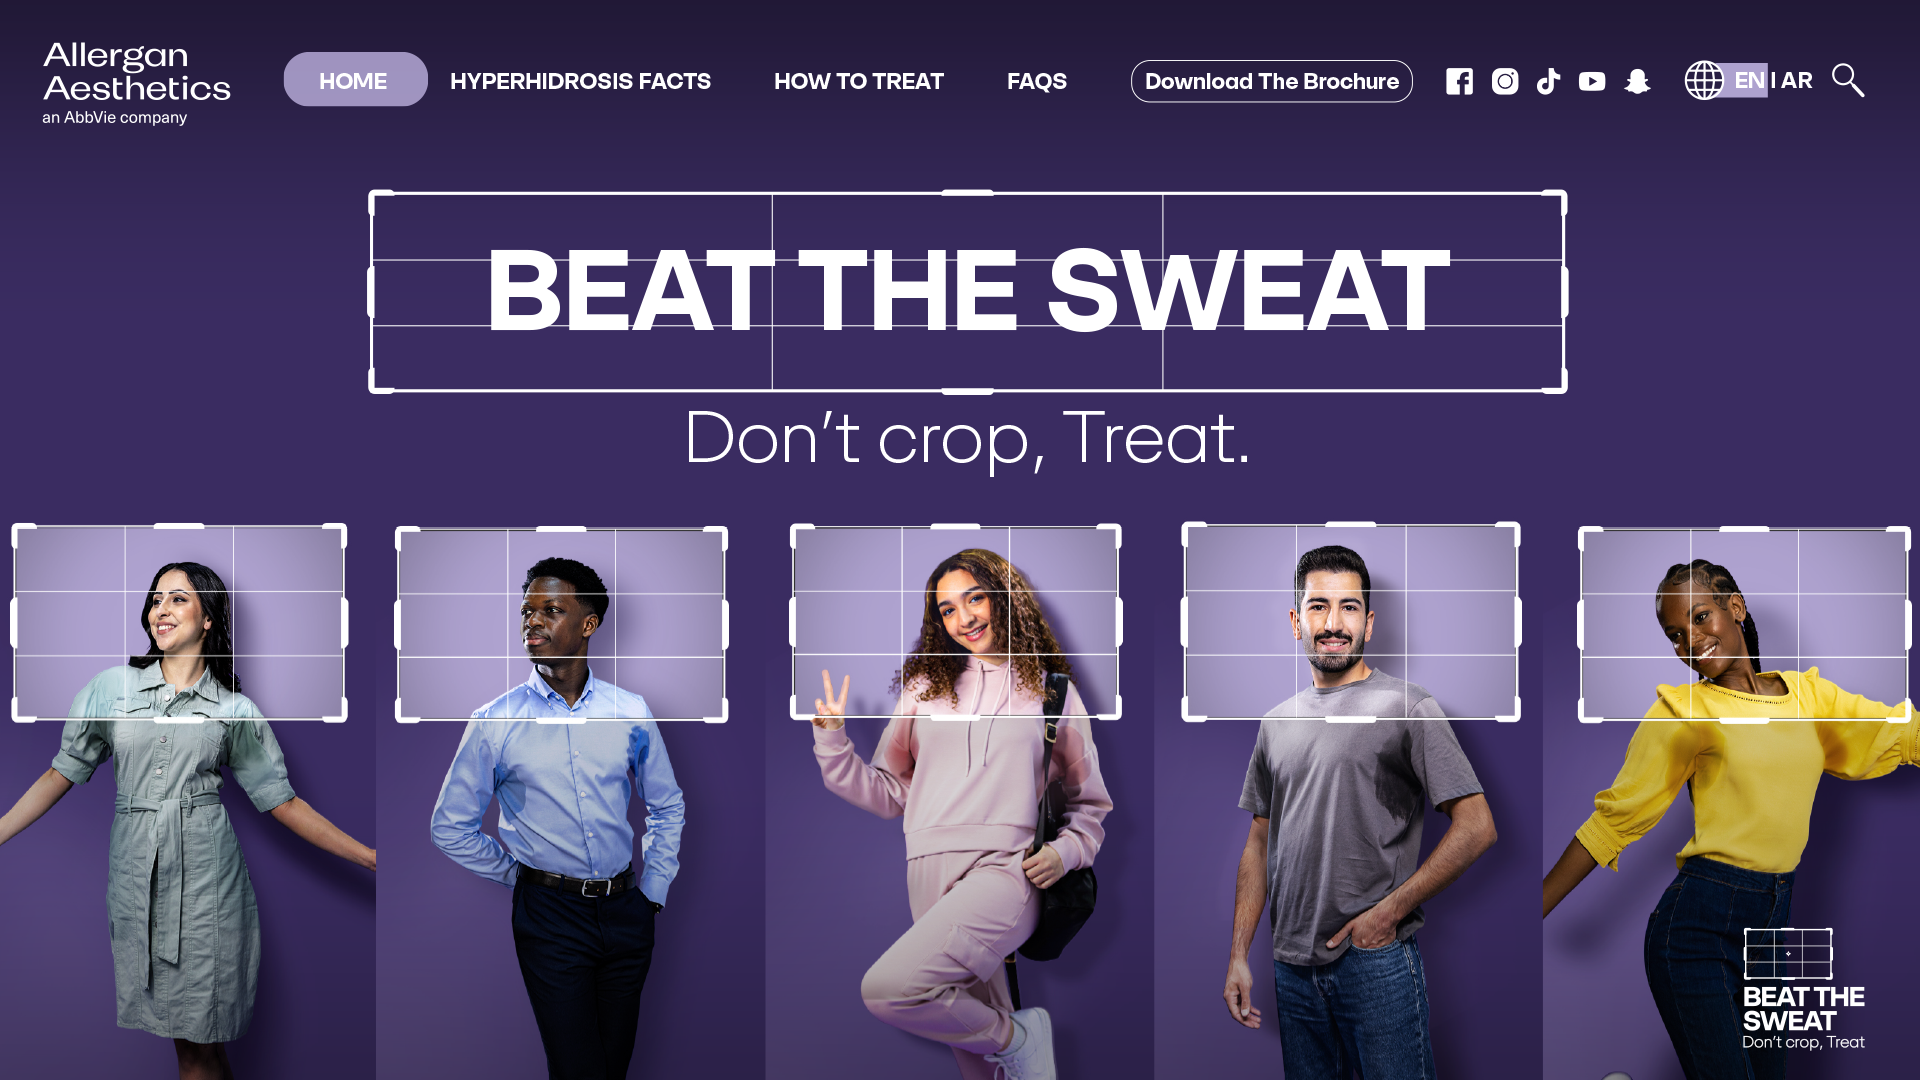 Allergan
Aesthetics
an AbbVie company
HOME
HYPERHIDROSIS FACTS
HOW TO TREAT
FAQS
Download The Brochure
EN | AR
BEAT THE SWEAT
Don't crop, Treat.
BEAT THE
SWEAT
Don't crop, Treat